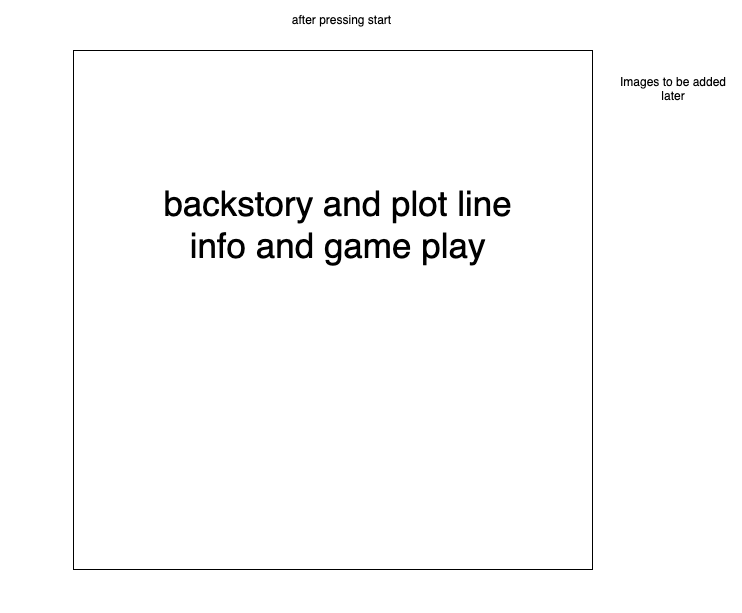 after pressing start
Images to be added
later
backstory and plot line
info and game play